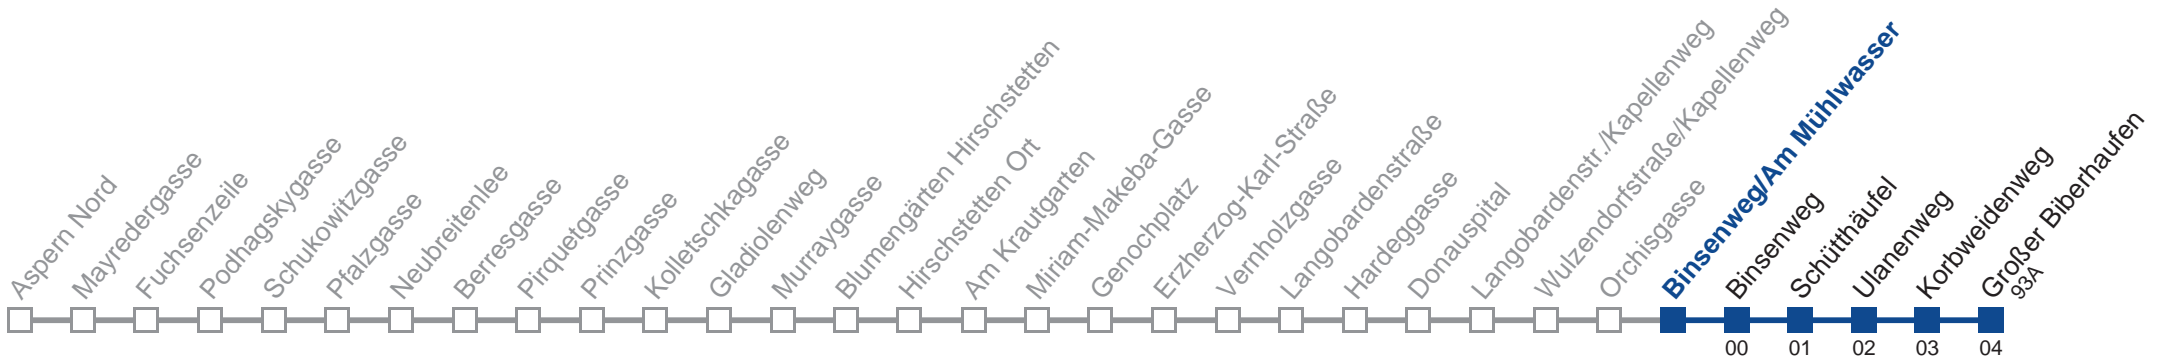 Aspern Nord
Mayredergasse
Fuchsenzeile
Podhagskygasse
Schukowitzgasse
Pfalzgasse
Neubreitenlee
Berresgasse
Pirquetgasse
Prinzgasse
Kolletschkagasse
Gladiolenweg
Murraygasse
Blumengärten Hirschstetten
Hirschstetten Ort
Am Krautgarten
Miriam-Makeba-Gasse
Genochplatz
Erzherzog-Karl-Straße
Vernholzgasse
Langobardenstraße
Hardeggasse
Donauspital
Langobardenstr./Kapellenweg
Wulzendorfstraße/Kapellenweg
Orchisgasse
Binsenweg/Am Mühlwasser
Binsenweg
Schütthäufel
Ulanenweg
Korbweidenweg
Großer Biberhaufen
93A
00 01 02 03 04